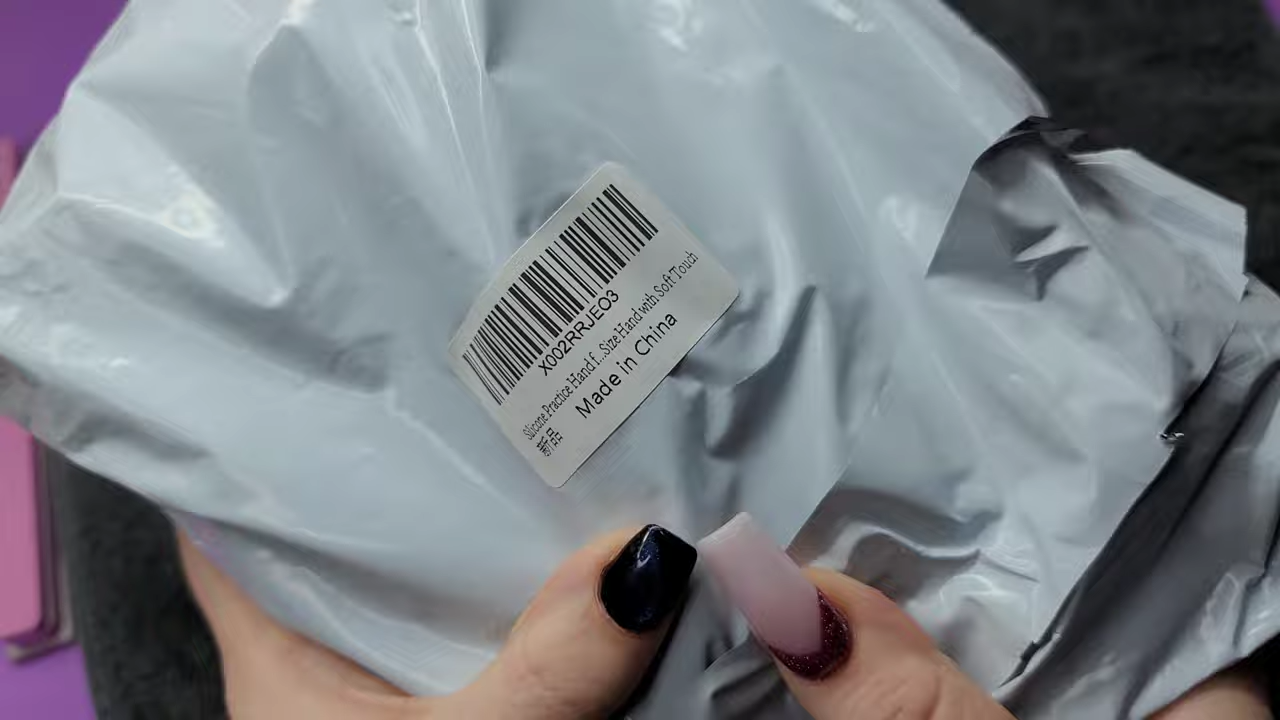 X002RRJEO3
Silicone Practice Hand f...Size Hand with Soft Touch
新品
Made in China